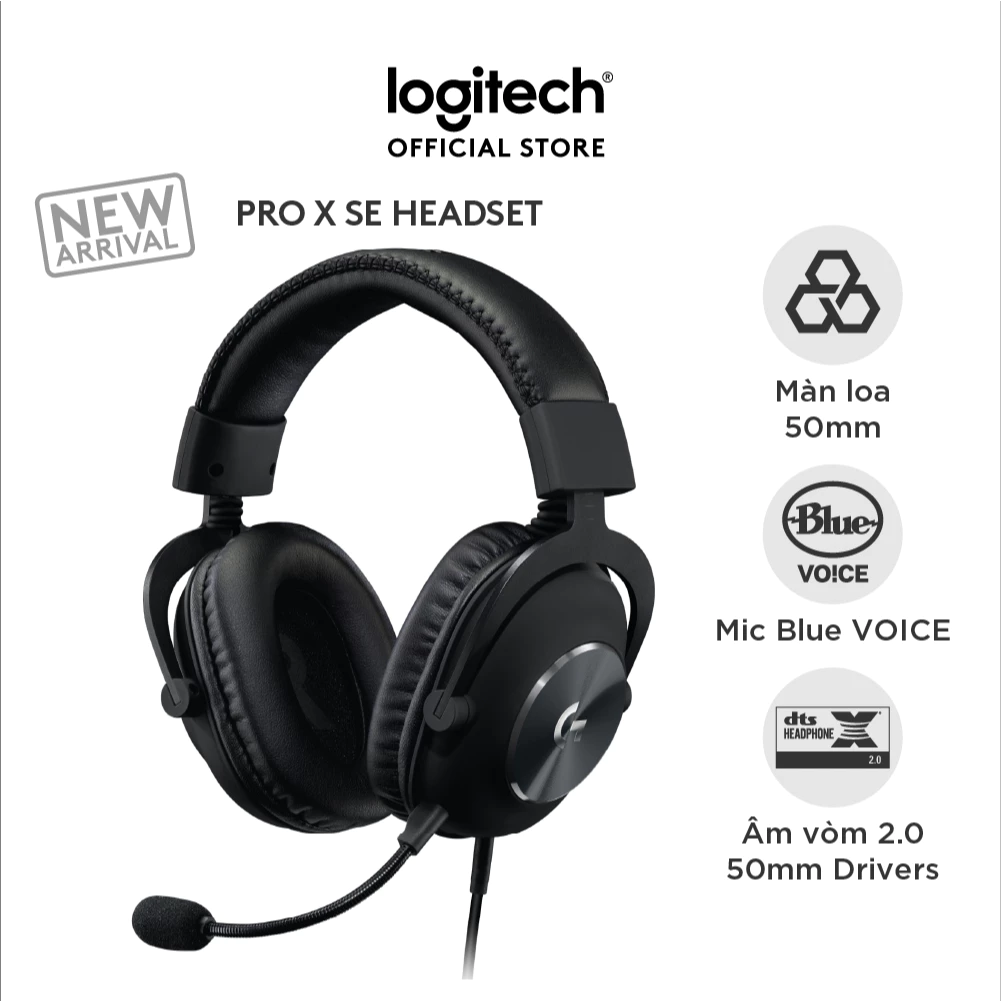 logitech®
OFFICIAL STORE
NEW
ARRIVAL
PRO X SE HEADSET
Màn loa
50mm
Blue
VO!CE
Mic Blue VOICE
dts
HEADPHONE X®
2.0
Âm vòm 2.0
50mm Drivers
G